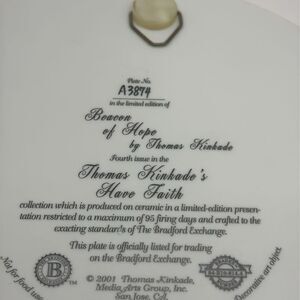 Plate No.
A3874
in the limited edition of
Beacon
of Hope
by Thomas Kinkade
Fourth issue in the
Thomas Kinkade's
Have Faith
collection which is produced on ceramic in a limited-edition presen-
tation restricted to a maximum of 95 firing days and crafted to the
exacting standards of The Bradford Exchange.
This plate is officially listed for trading
on the Bradford Exchange.
Not for food use
B
© 2001 Thomas Kinkade,
Media Arts Group, Inc.
San Jose, CA.
Decorative art object.